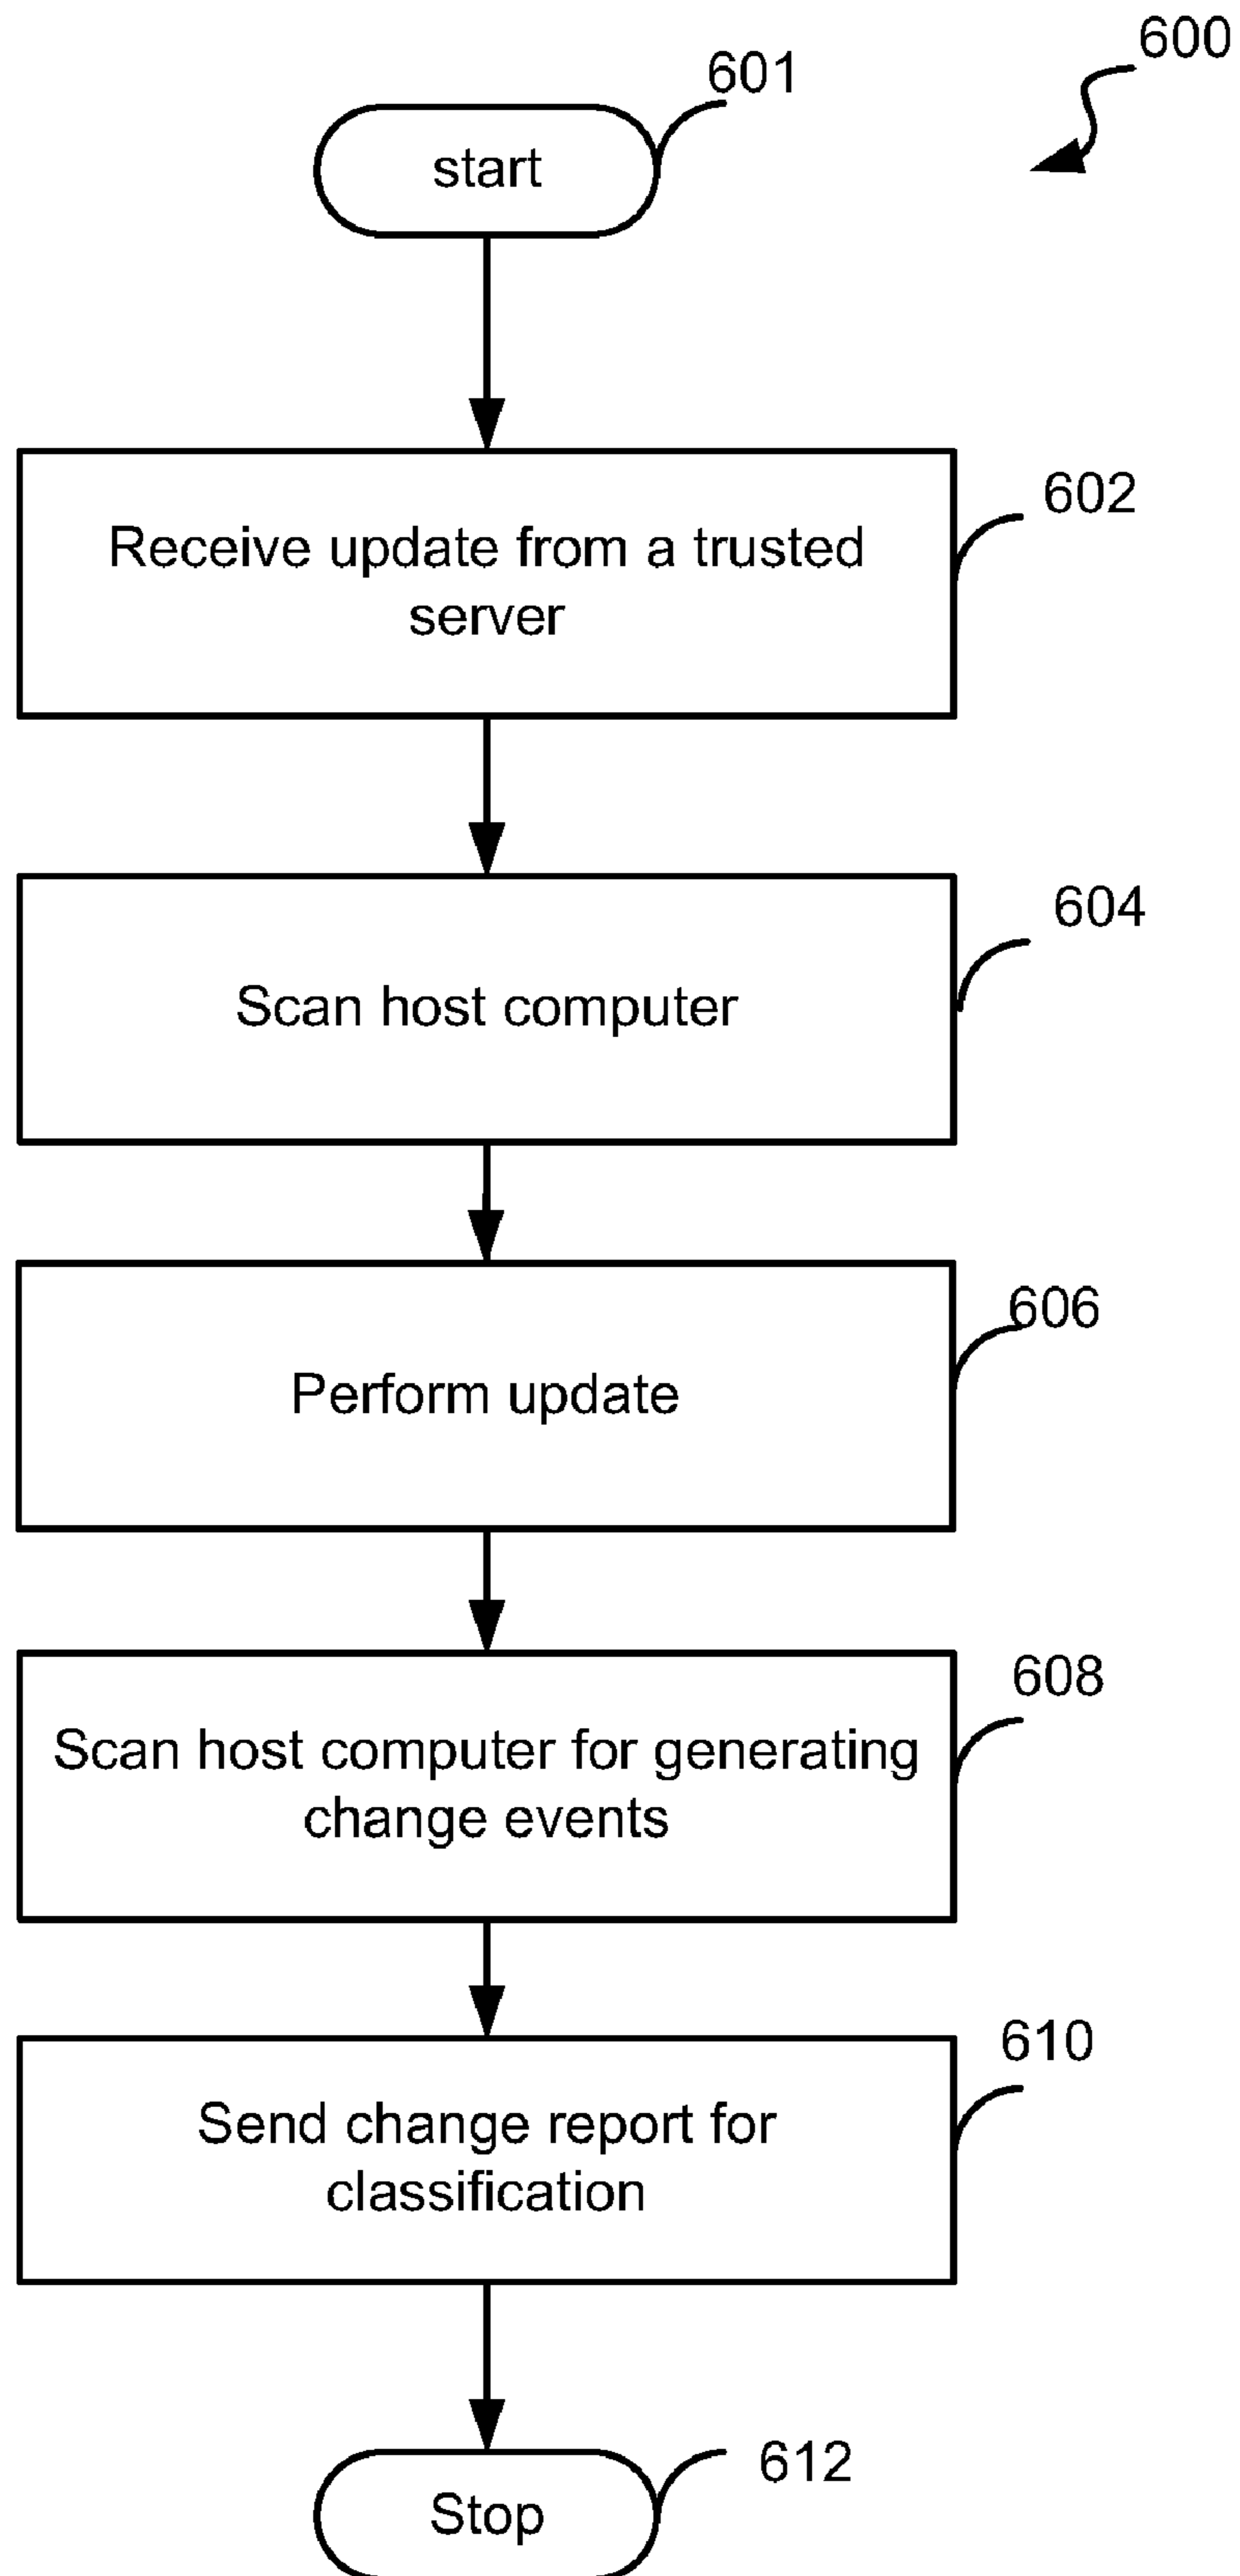 600
601
start
602
Receive update from a trusted
server
604
Scan host computer
606
Perform update
608
Scan host computer for generating
change events
610
Send change report for
classification
612
Stop